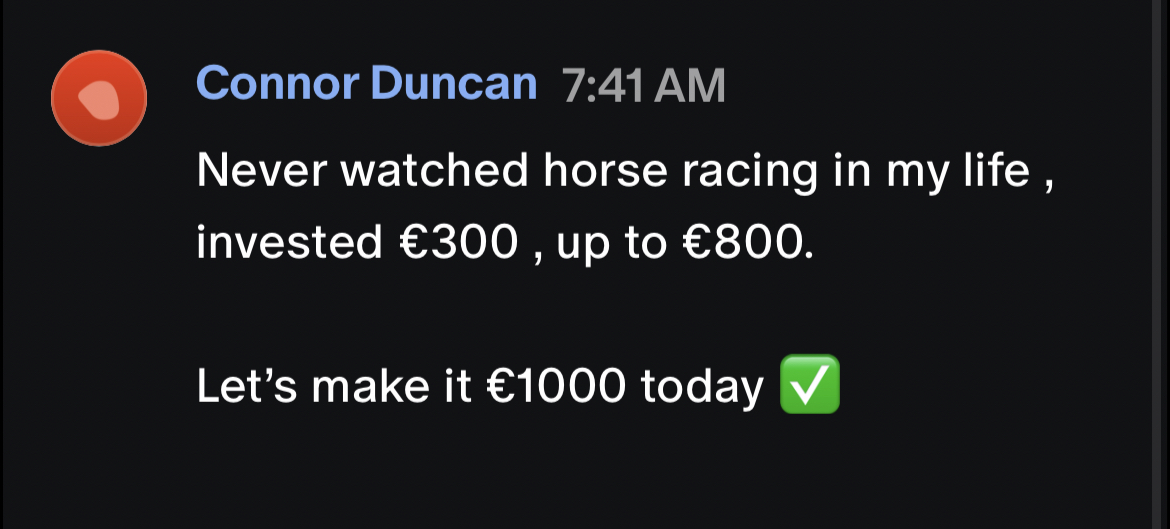 Connor Duncan 7:41 AM
Never watched horse racing in my life ,
invested €300 , up to €800.
Let’s make it €1000 today ✅